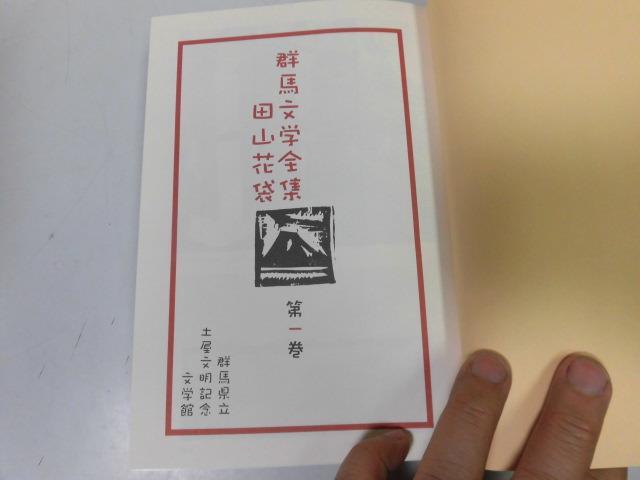 群馬文学全集
田山花袋
第一巻
群馬県立
土屋文明記念
文学館